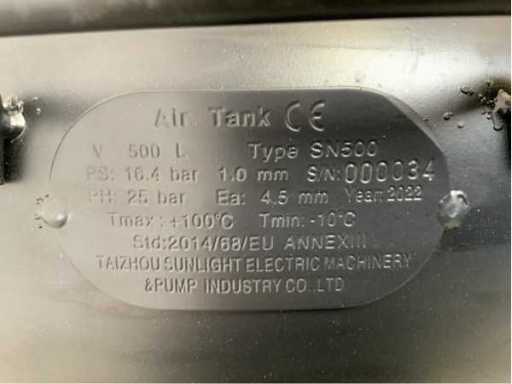 Air Tank CE
V 500 L Type SN500
PS: 16.4 bar 1.0 mm S/N: 000034
PH: 25 bar Ea: 4.5 mm Year: 2022
Tmax: +100°C Tmin: -10°C
Std:2014/68/EU ANNEXIII
TAIZHOU SUNLIGHT ELECTRIC MACHINERY
&PUMP INDUSTRY CO.,LTD